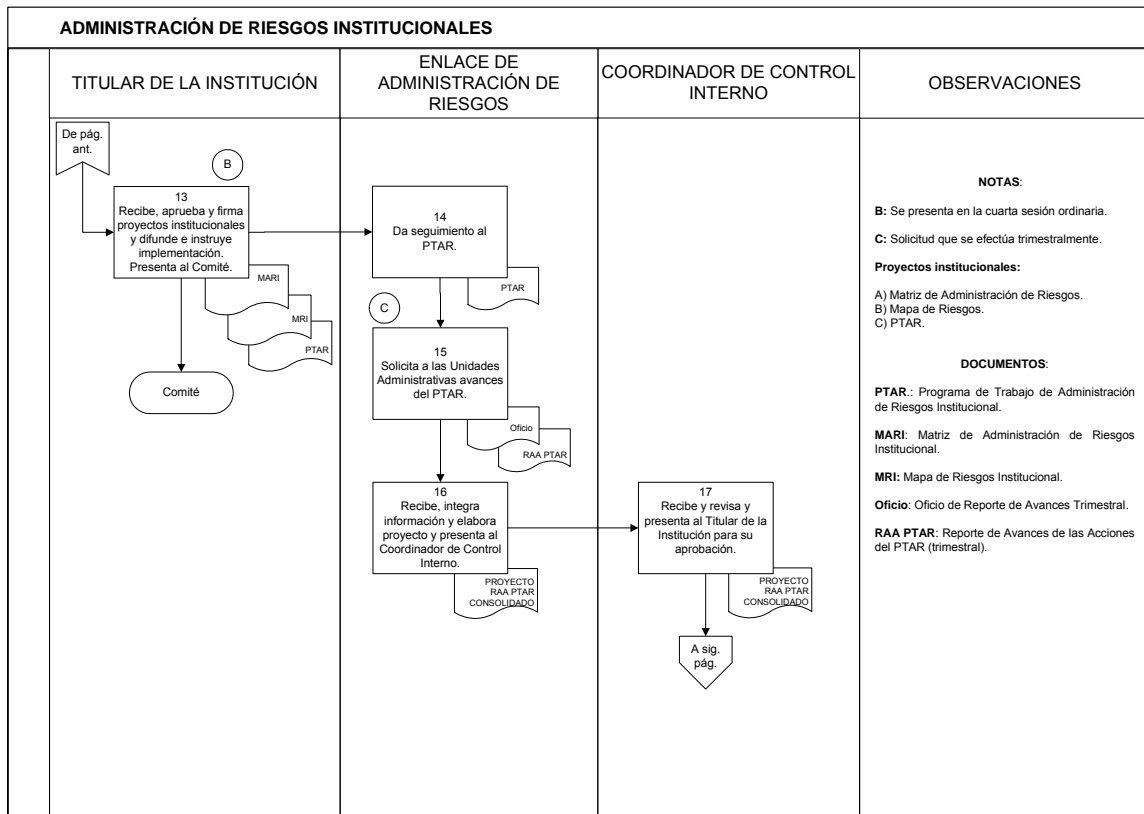 ADMINISTRACIÓN DE RIESGOS INSTITUCIONALES
TITULAR DE LA INSTITUCIÓN
ENLACE DE
ADMINISTRACIÓN DE
RIESGOS
COORDINADOR DE CONTROL
INTERNO
OBSERVACIONES
De pág.
ant.
B
13
Recibe, aprueba y firma
proyectos institucionales
y difunde e instruye
implementación.
Presenta al Comité.
MARI
MRI
PTAR
Comité
14
Da seguimiento al
PTAR.
PTAR
C
15
Solicita a las Unidades
Administrativas avances
del PTAR.
Oficio
RAA PTAR
16
Recibe, integra
información y elabora
proyecto y presenta al
Coordinador de Control
Interno.
PROYECTO
RAA PTAR
CONSOLIDADO
17
Recibe y revisa y
presenta al Titular de la
Institución para su
aprobación.
PROYECTO
RAA PTAR
CONSOLIDADO
A sig.
pág.
NOTAS:
B: Se presenta en la cuarta sesión ordinaria.
C: Solicitud que se efectúa trimestralmente.
Proyectos institucionales:
A) Matriz de Administración de Riesgos.
B) Mapa de Riesgos.
C) PTAR.
DOCUMENTOS:
PTAR.: Programa de Trabajo de Administración
de Riesgos Institucional.
MARI: Matriz de Administración de Riesgos
Institucional.
MRI: Mapa de Riesgos Institucional.
Oficio: Oficio de Reporte de Avances Trimestral.
RAA PTAR: Reporte de Avances de las Acciones
del PTAR (trimestral).